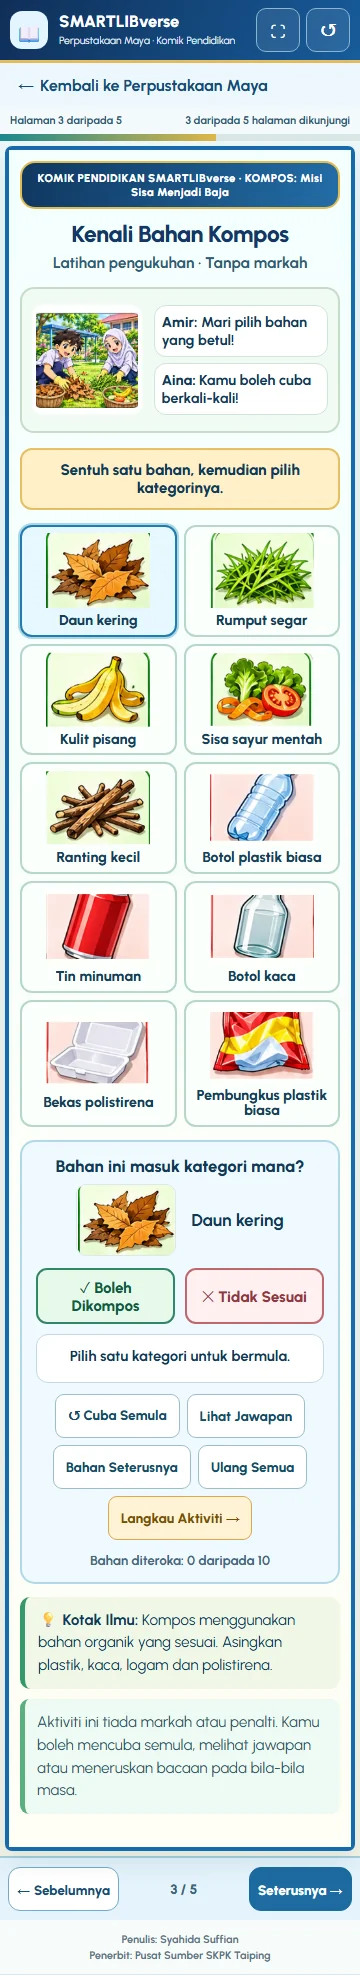 SMARTLIBverse
Perpustakaan Maya · Komik Pendidikan
← Kembali ke Perpustakaan Maya
Halaman 3 daripada 5
3 daripada 5 halaman dikunjungi
KOMIK PENDIDIKAN SMARTLIBverse · KOMPOS: Misi
Sisa Menjadi Baja
Kenali Bahan Kompos
Latihan pengukuhan · Tanpa markah
Amir: Mari pilih bahan
yang betul!
Aina: Kamu boleh cuba
berkali-kali!
Sentuh satu bahan, kemudian pilih
kategorinya.
Daun kering
Rumput segar
Kulit pisang
Sisa sayur mentah
Ranting kecil
Botol plastik biasa
Tin minuman
Botol kaca
Bekas polistirena
Pembungkus plastik
biasa
Bahan ini masuk kategori mana?
Daun kering
✓ Boleh
Dikompos
✕ Tidak Sesuai
Pilih satu kategori untuk bermula.
↺ Cuba Semula
Lihat Jawapan
Bahan Seterusnya
Ulang Semua
Langkau Aktiviti →
Bahan diteroka: 0 daripada 10
💡 Kotak Ilmu: Kompos menggunakan
bahan organik yang sesuai. Asingkan
plastik, kaca, logam dan polistirena.
Aktiviti ini tiada markah atau penalti. Kamu
boleh mencuba semula, melihat jawapan
atau meneruskan bacaan pada bila-bila
masa.
← Sebelumnya
3 / 5
Seterusnya →
Penulis: Syahida Suffian
Penerbit: Pusat Sumber SKPK Taiping